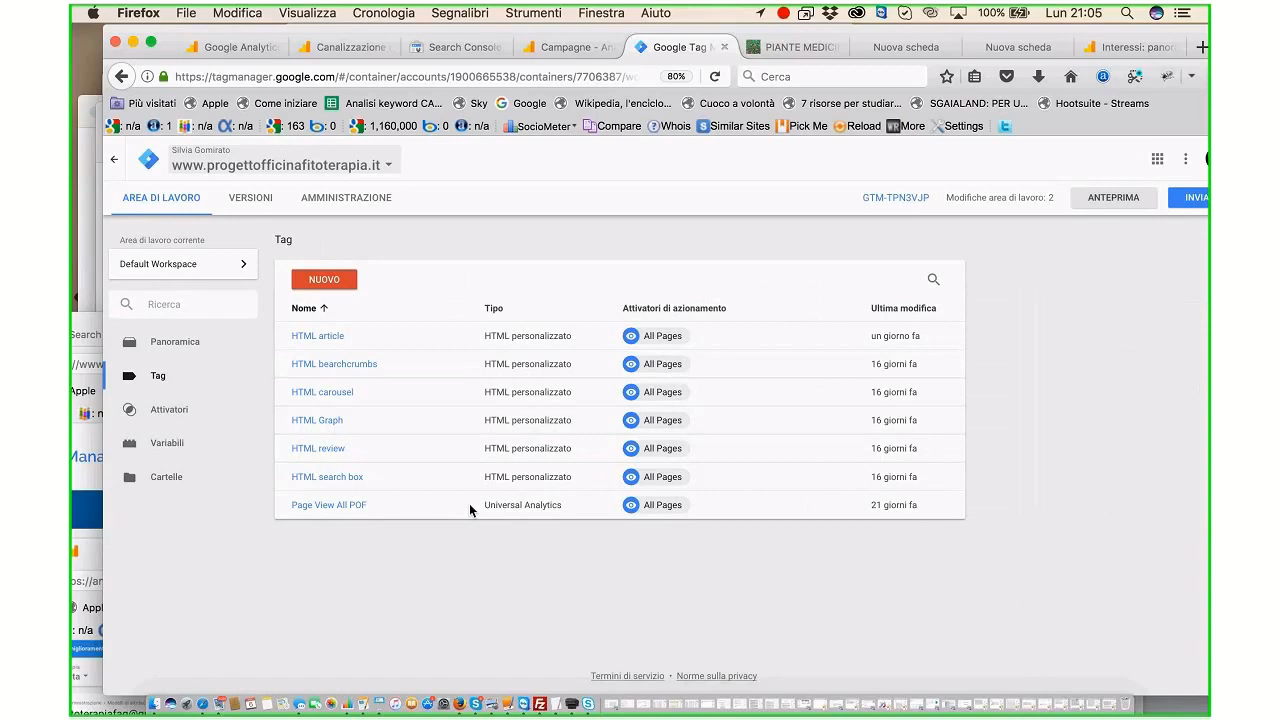 Firefox File Modifica Visualizza Cronologia Segnalibri Strumenti Finestra Aiuto 100% Lun 21:05
Google Analytic Canalizzazione Search Console Campagne - An Google Tag M PIANTE MEDICI Nuova scheda Nuova scheda Interessi: panor
https://tagmanager.google.com/#/container/accounts/1900665538/containers/7706387/w 80% Cerca
Più visitati Apple Come iniziare Analisi keyword CA... Sky Google Wikipedia, l'enciclo... Cuoco a volontà 7 risorse per studiar... SGAIALAND: PER U... Hootsuite - Streams
: n/a : 1 : n/a : n/a : 163 : 0 : 1,160,000 : 0 : n/a SocioMeter Compare Whois Similar Sites Pick Me Reload More Settings
Silvia Gomirato
www.progettofficinafitoterapia.it
AREA DI LAVORO VERSIONI AMMINISTRAZIONE GTM-TPN3VJP Modifiche area di lavoro: 2 ANTEPRIMA INVIA
Area di lavoro corrente
Default Workspace
Ricerca
Panoramica
Tag
Attivatori
Variabili
Cartelle
Tag
NUOVO
Nome Tipo Attivatori di azionamento Ultima modifica
HTML article HTML personalizzato All Pages un giorno fa
HTML bearchcrumbs HTML personalizzato All Pages 16 giorni fa
HTML carousel HTML personalizzato All Pages 16 giorni fa
HTML Graph HTML personalizzato All Pages 16 giorni fa
HTML review HTML personalizzato All Pages 16 giorni fa
HTML search box HTML personalizzato All Pages 16 giorni fa
Page View All POF Universal Analytics All Pages 21 giorni fa
Termini di servizio • Norme sulla privacy
Search
://www
Apple
: n
Mana
ps://an
Appl
: n/a